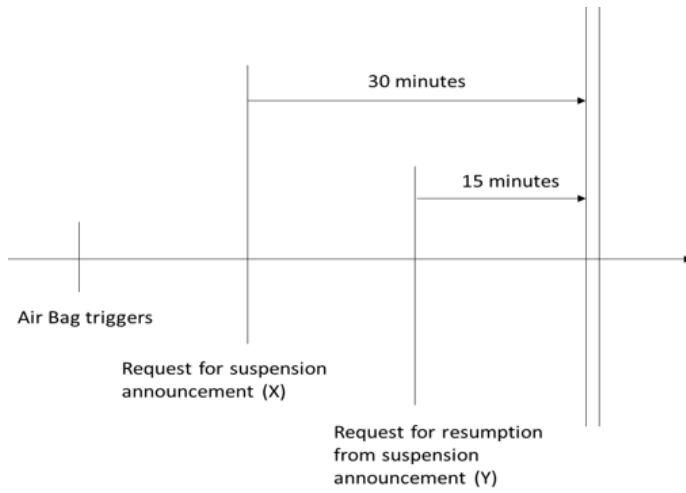 30 minutes
15 minutes
Air Bag triggers
Request for suspension
announcement (X)
Request for resumption
from suspension
announcement (Y)